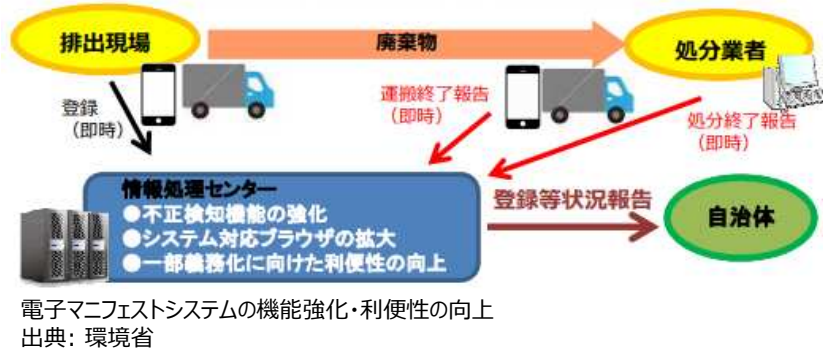 排出現場
廃棄物
処分業者
登録
(即時)
運搬終了報告
(即時)
処分終了報告
(即時)
情報処理センター
●不正検知機能の強化
●システム対応ブラウザの拡大
●一部義務化に向けた利便性の向上
登録等状況報告
自治体
電子マニフェストシステムの機能強化・利便性の向上
出典: 環境省